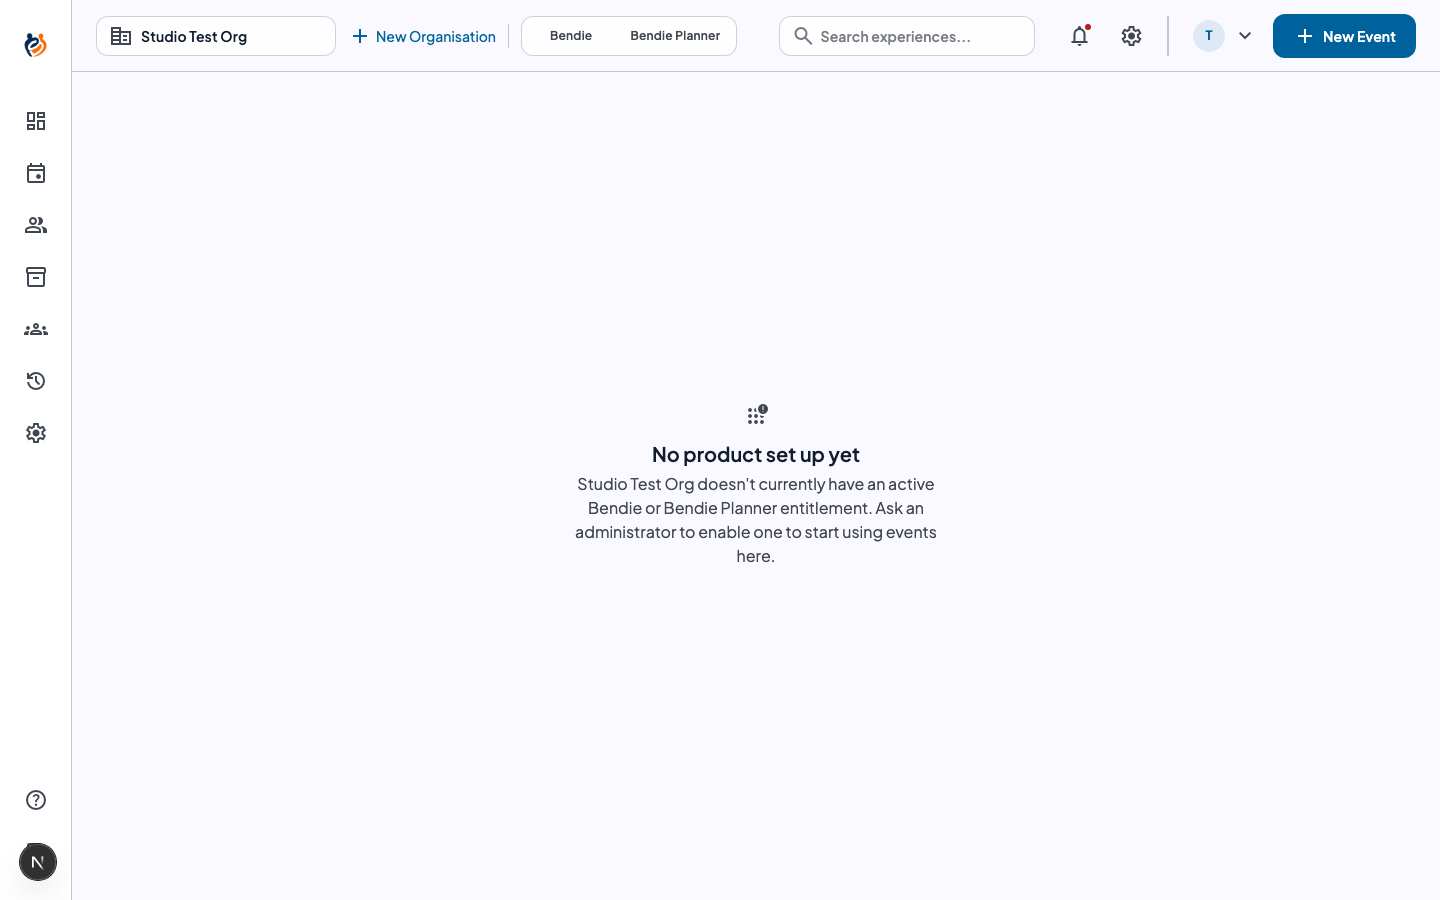 Studio Test Org
New Organisation
Bendie
Bendie Planner
Search experiences...
T
New Event
No product set up yet
Studio Test Org doesn't currently have an active
Bendie or Bendie Planner entitlement. Ask an
administrator to enable one to start using events
here.
N